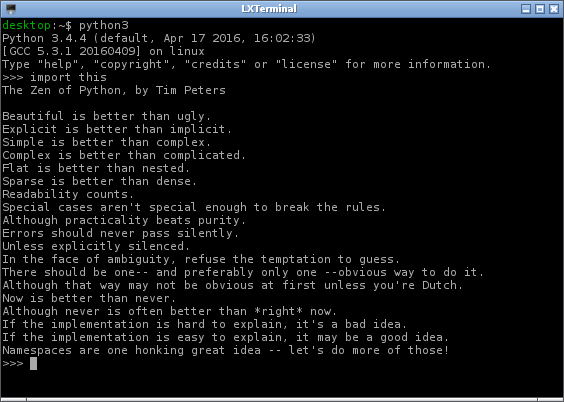 LXTerminal
desktop:~$ python3
Python 3.4.4 (default, Apr 17 2016, 16:02:33)
[GCC 5.3.1 20160409] on linux
Type "help", "copyright", "credits" or "license" for more information.
>>> import this
The Zen of Python, by Tim Peters

Beautiful is better than ugly.
Explicit is better than implicit.
Simple is better than complex.
Complex is better than complicated.
Flat is better than nested.
Sparse is better than dense.
Readability counts.
Special cases aren't special enough to break the rules.
Although practicality beats purity.
Errors should never pass silently.
Unless explicitly silenced.
In the face of ambiguity, refuse the temptation to guess.
There should be one-- and preferably only one --obvious way to do it.
Although that way may not be obvious at first unless you're Dutch.
Now is better than never.
Although never is often better than *right* now.
If the implementation is hard to explain, it's a bad idea.
If the implementation is easy to explain, it may be a good idea.
Namespaces are one honking great idea -- let's do more of those!
>>>